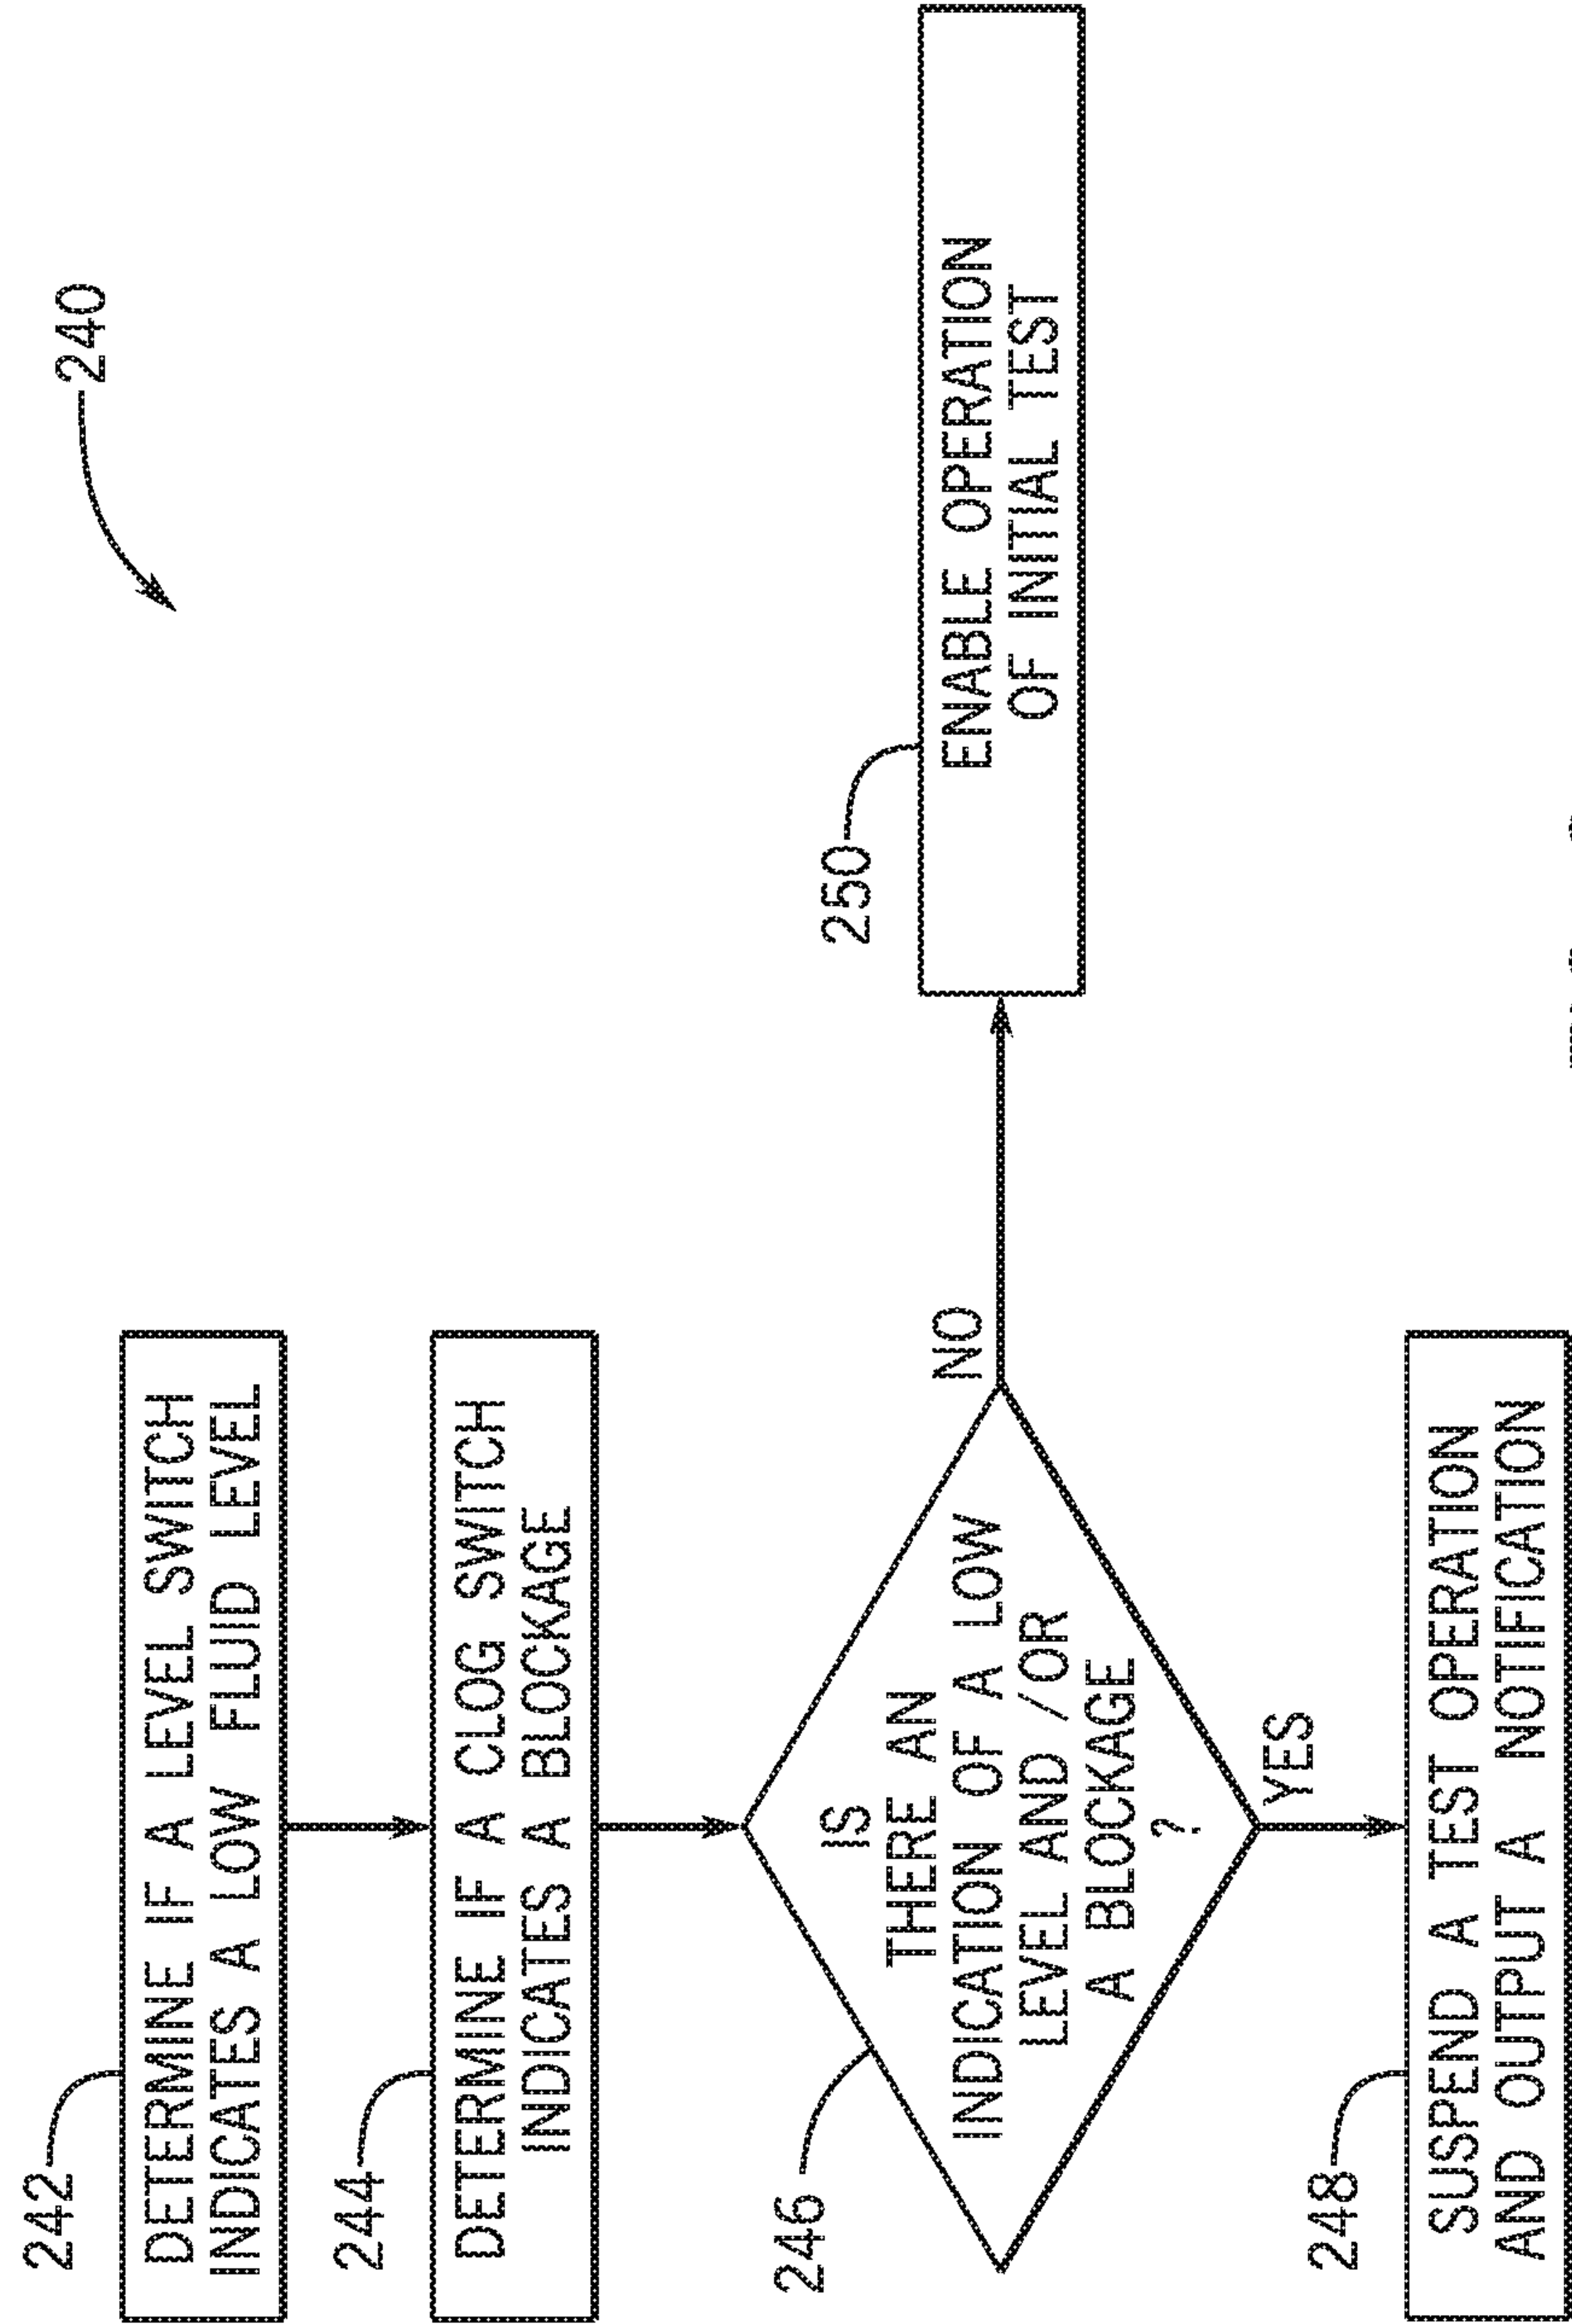 240
242
DETERMINE IF A LEVEL SWITCH
INDICATES A LOW FLUID LEVEL
244
DETERMINE IF A CLOG SWITCH
INDICATES A BLOCKAGE
246
IS
THERE AN
INDICATION OF A LOW
LEVEL AND /OR
A BLOCKAGE
?
NO
250
ENABLE OPERATION
OF INITIAL TEST
YES
248
SUSPEND A TEST OPERATION
AND OUTPUT A NOTIFICATION